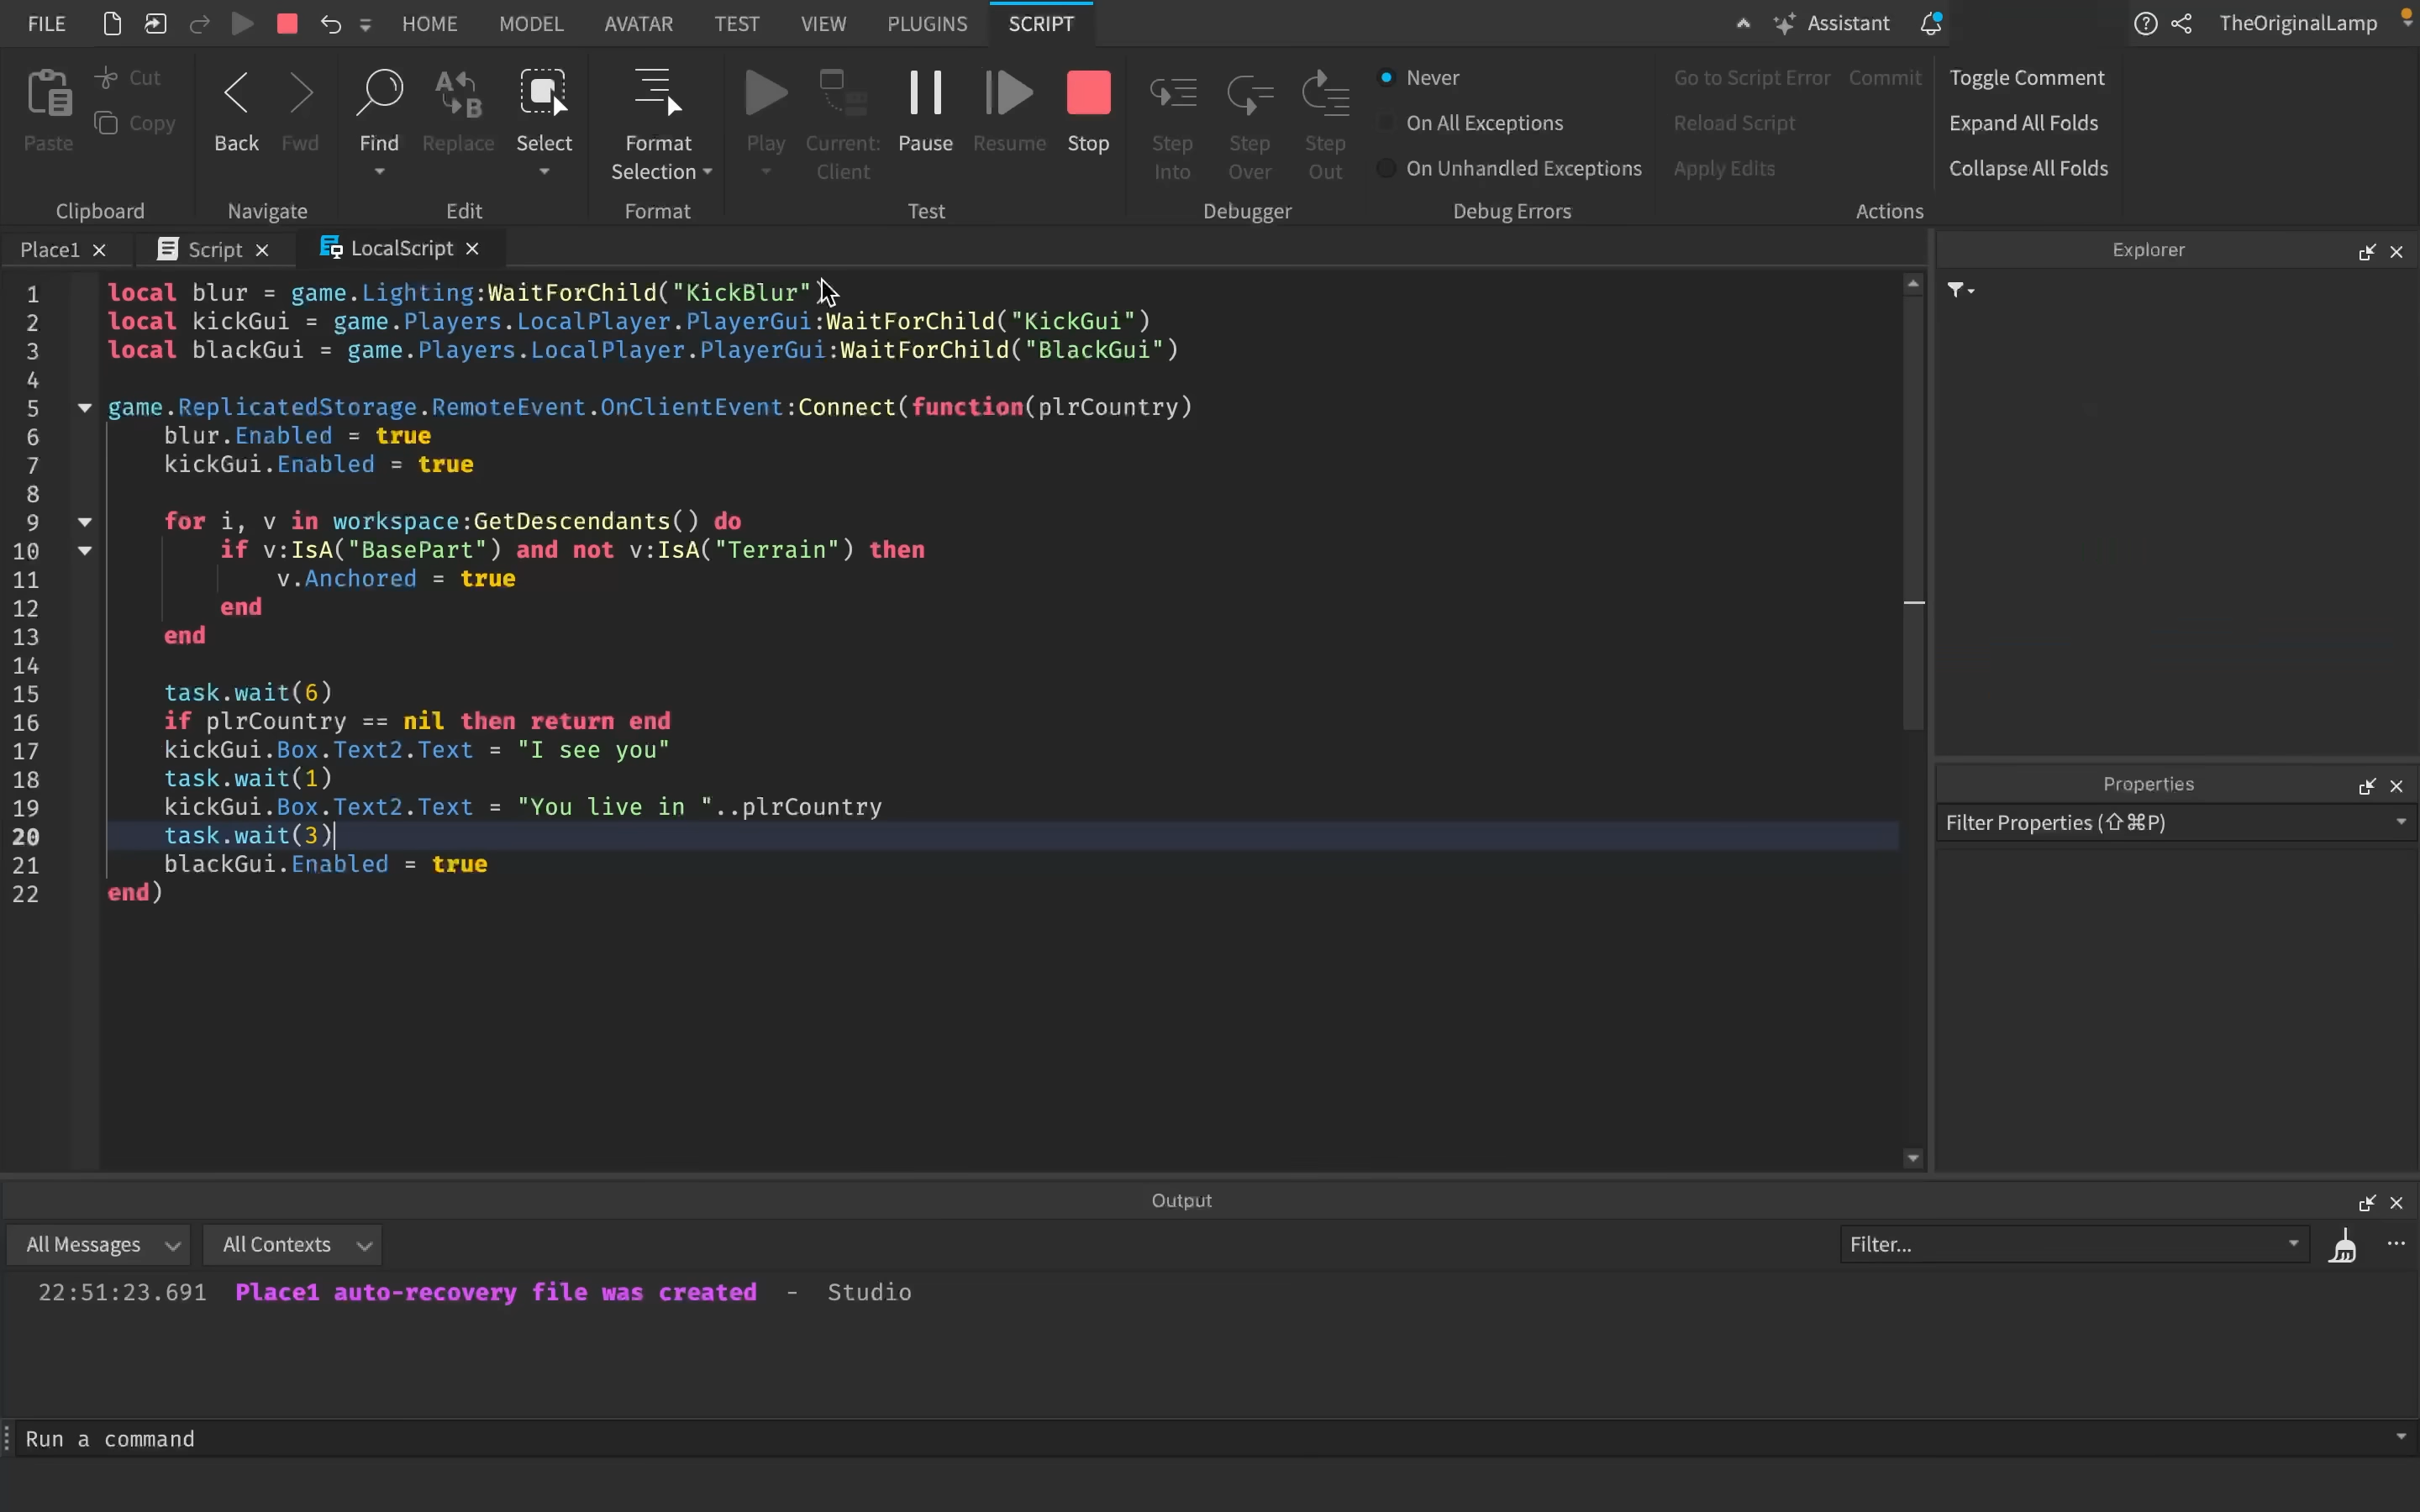 FILE HOME MODEL AVATAR TEST VIEW PLUGINS SCRIPT Assistant TheOriginalLamp
Paste Cut Copy Back Fwd Find Replace Select Format Selection Play Current: Client Pause Resume Stop Step Into Step Over Step Out
Never
On All Exceptions
On Unhandled Exceptions
Go to Script Error Commit
Reload Script
Apply Edits
Toggle Comment
Expand All Folds
Collapse All Folds
Clipboard Navigate Edit Format Test Debugger Debug Errors Actions
Place1 Script LocalScript Explorer
1 local blur = game.Lighting:WaitForChild("KickBlur")
2 local kickGui = game.Players.LocalPlayer.PlayerGui:WaitForChild("KickGui")
3 local blackGui = game.Players.LocalPlayer.PlayerGui:WaitForChild("BlackGui")
4
5 game.ReplicatedStorage.RemoteEvent.OnClientEvent:Connect(function(plrCountry)
6 blur.Enabled = true
7 kickGui.Enabled = true
8
9 for i, v in workspace:GetDescendants() do
10 if v:IsA("BasePart") and not v:IsA("Terrain") then
11 v.Anchored = true
12 end
13 end
14
15 task.wait(6)
16 if plrCountry == nil then return end
17 kickGui.Box.Text2.Text = "I see you"
18 task.wait(1)
19 kickGui.Box.Text2.Text = "You live in "..plrCountry
20 task.wait(3)
21 blackGui.Enabled = true
22 end)
Properties
Filter Properties (⇧⌘P)
Output
All Messages All Contexts Filter...
22:51:23.691 Place1 auto-recovery file was created - Studio
Run a command